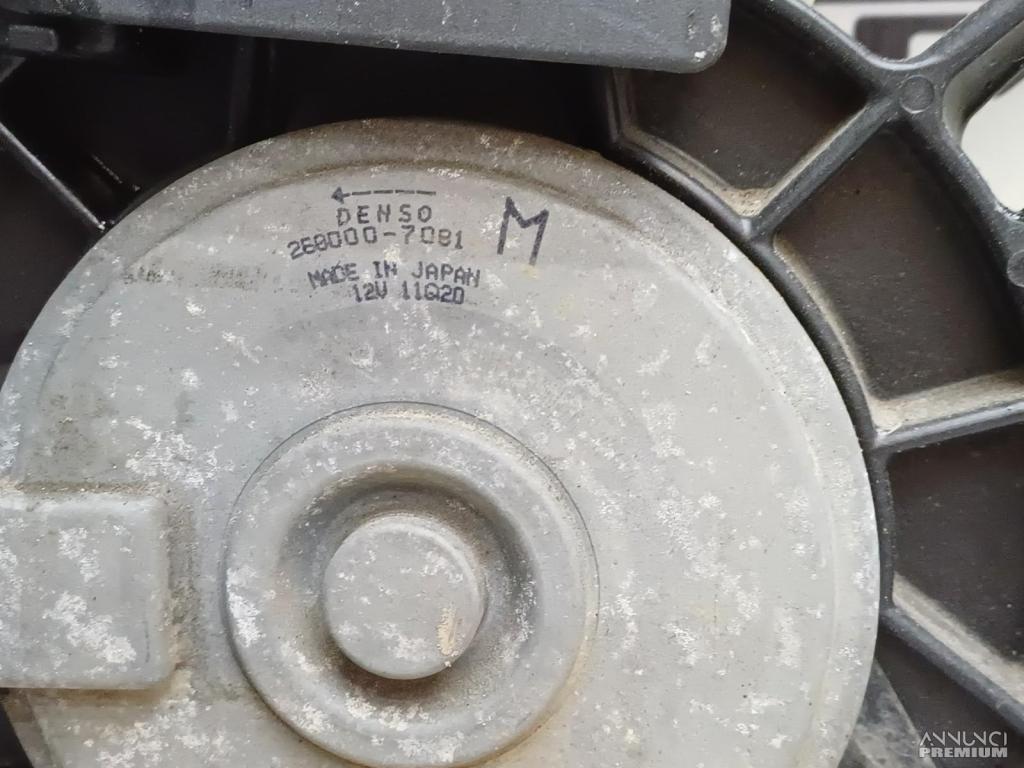 DENSO
268000-7081
M
MADE IN JAPAN
12V 11Q20
ANNUNCI
PREMIUM